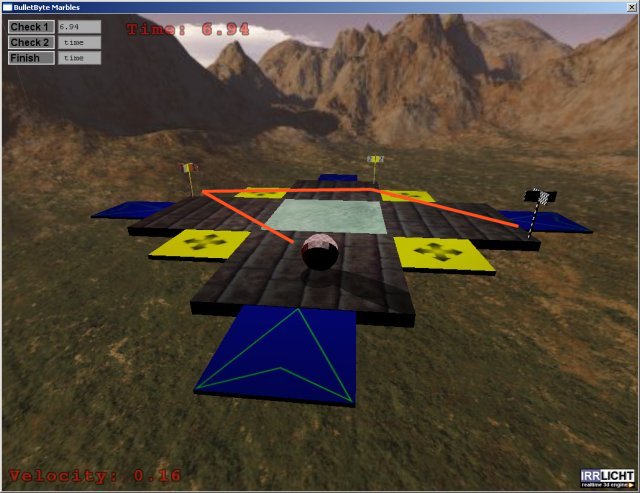 BulletByte Marbles
Check 1 6.94
Time: 6.94
Check 2 time
Finish time
Velocity: 0.16
IRRLICHT
realtime 3d engine